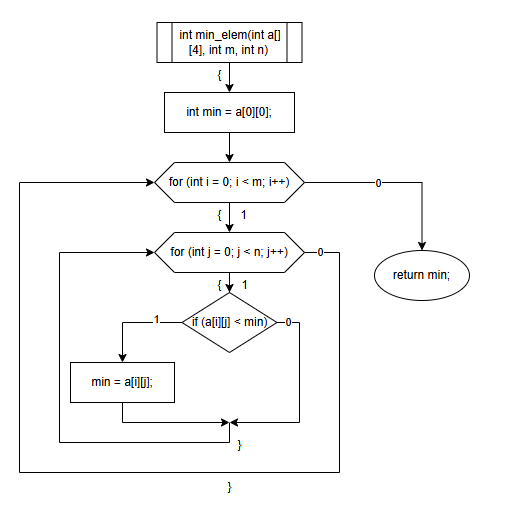 int min_elem(int a[]
[4], int m, int n)
{
int min = a[0][0];
for (int i = 0; i < m; i++)
0
{ 1
for (int j = 0; j < n; j++)
0
return min;
{ 1
if (a[i][j] < min)
1
0
min = a[i][j];
}
}